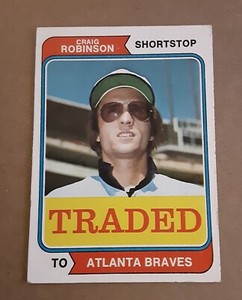 CRAIG
ROBINSON
SHORTSTOP
TRADED
TO
ATLANTA BRAVES